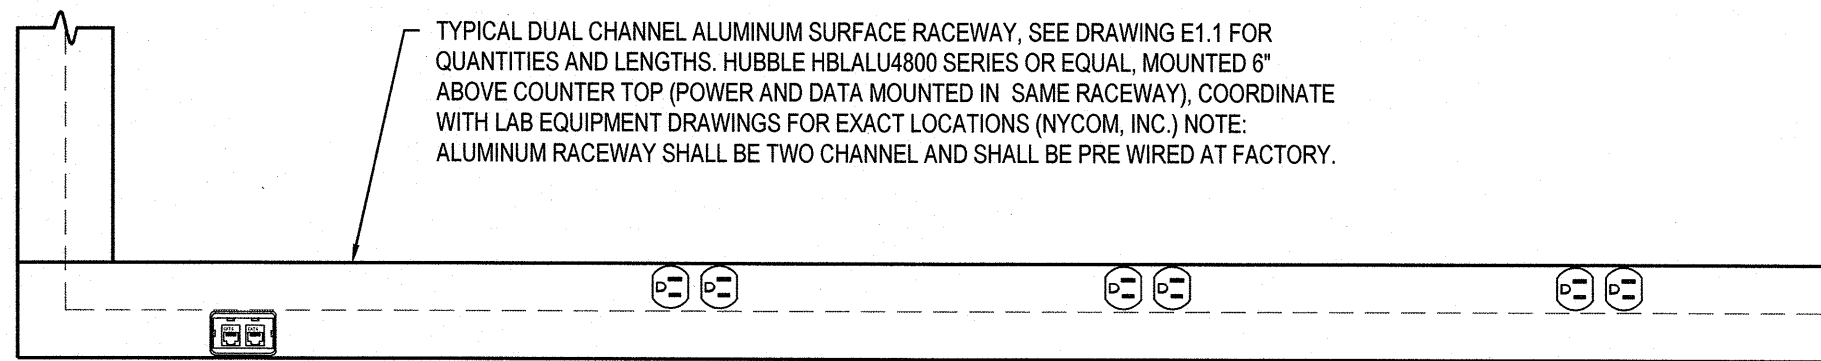 TYPICAL DUAL CHANNEL ALUMINUM SURFACE RACEWAY, SEE DRAWING E1.1 FOR
QUANTITIES AND LENGTHS. HUBBLE HBLALU4800 SERIES OR EQUAL, MOUNTED 6"
ABOVE COUNTER TOP (POWER AND DATA MOUNTED IN SAME RACEWAY), COORDINATE
WITH LAB EQUIPMENT DRAWINGS FOR EXACT LOCATIONS (NYCOM, INC.) NOTE:
ALUMINUM RACEWAY SHALL BE TWO CHANNEL AND SHALL BE PRE WIRED AT FACTORY.